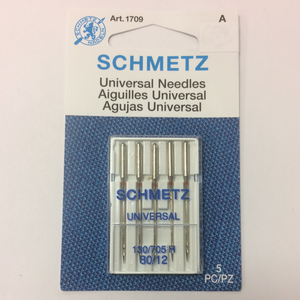 Art.1709
A
SCHMETZ
Universal Needles
Aiguilles Universal
Agujas Universal
SCHMETZ
UNIVERSAL
130/705 H
80/12
5
PC/PZ